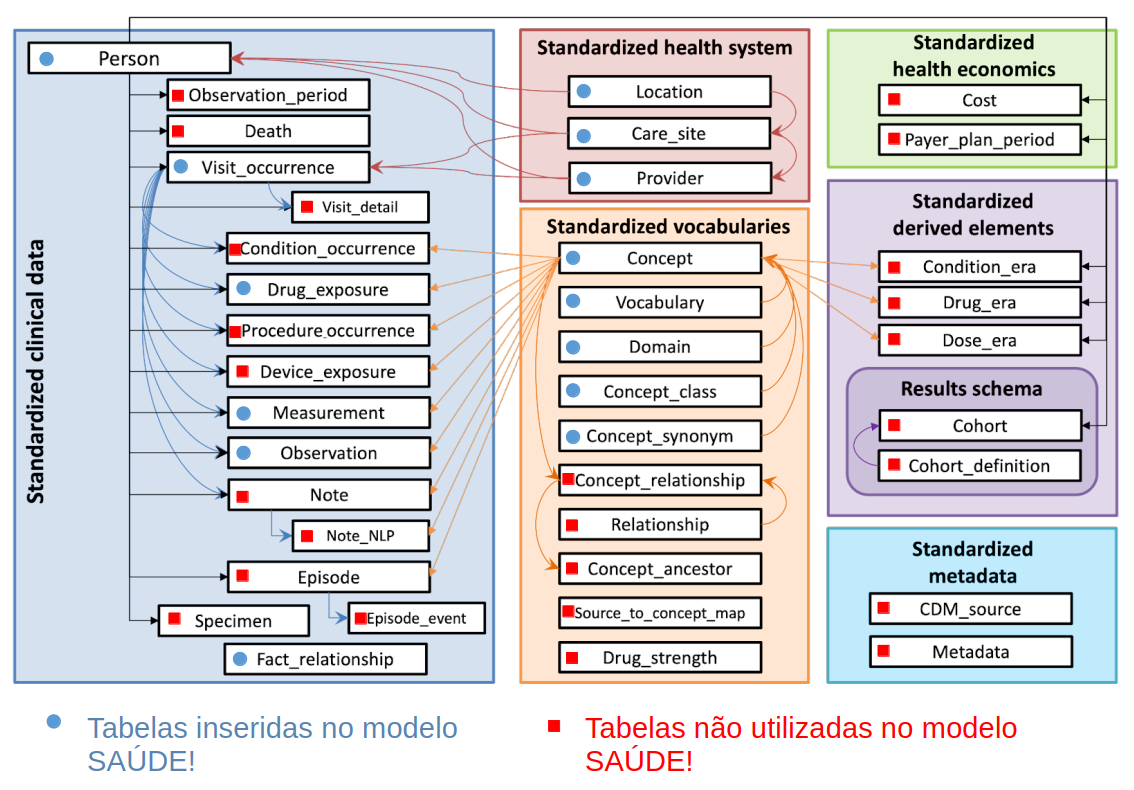 Standardized clinical data
Person
Observation_period
Death
Visit_occurrence
Visit_detail
Condition_occurrence
Drug_exposure
Procedure_occurrence
Device_exposure
Measurement
Observation
Note
Note_NLP
Episode
Episode_event
Specimen
Fact_relationship
Standardized health system
Location
Care_site
Provider
Standardized vocabularies
Concept
Vocabulary
Domain
Concept_class
Concept_synonym
Concept_relationship
Relationship
Concept_ancestor
Source_to_concept_map
Drug_strength
Standardized
health economics
Cost
Payer_plan_period
Standardized
derived elements
Condition_era
Drug_era
Dose_era
Results schema
Cohort
Cohort_definition
Standardized
metadata
CDM_source
Metadata
Tabelas inseridas no modelo
SAÚDE!
Tabelas não utilizadas no modelo
SAÚDE!